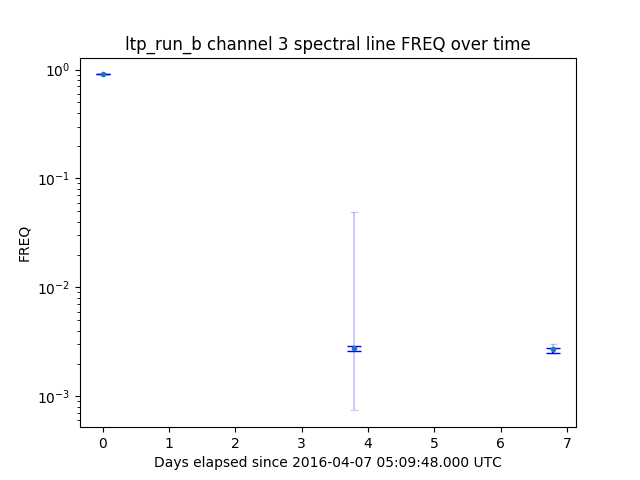 ltp_run_b channel 3 spectral line FREQ over time
10⁰
10⁻¹
10⁻²
10⁻³
FREQ
0 1 2 3 4 5 6 7
Days elapsed since 2016-04-07 05:09:48.000 UTC